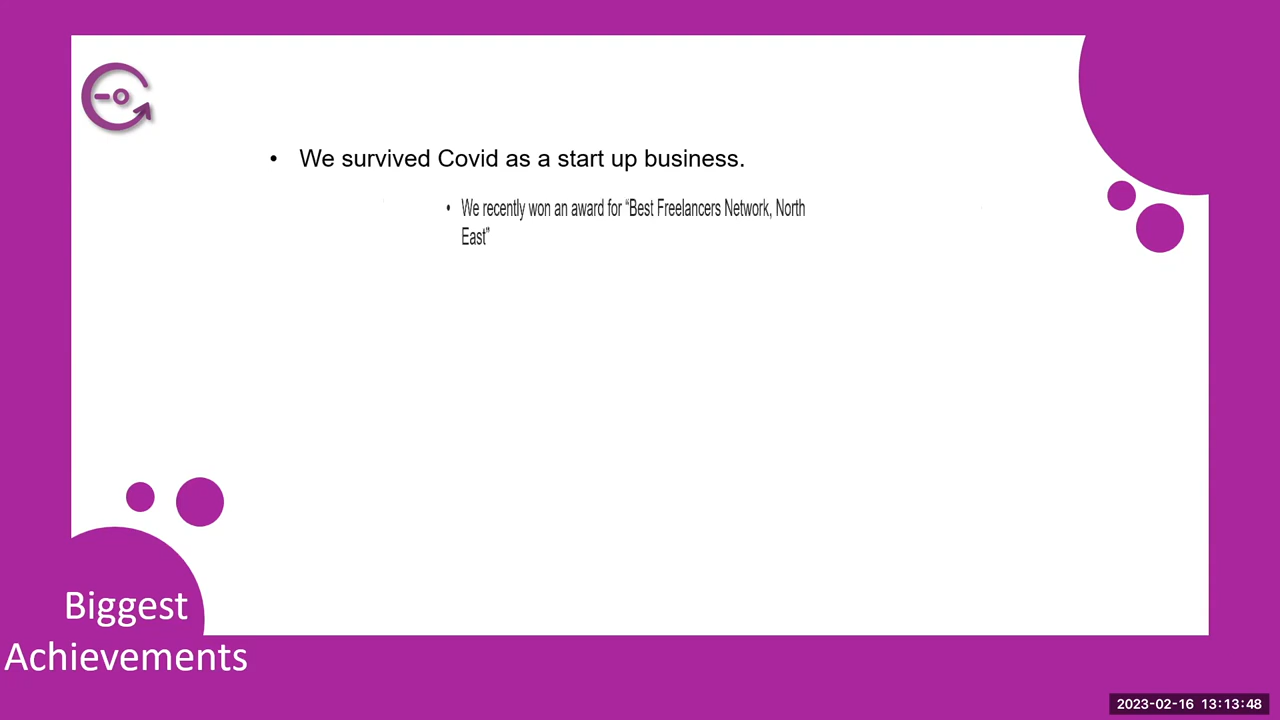 • We survived Covid as a start up business.
• We recently won an award for “Best Freelancers Network, North
East”
Biggest
Achievements
2023-02-16 13:13:48